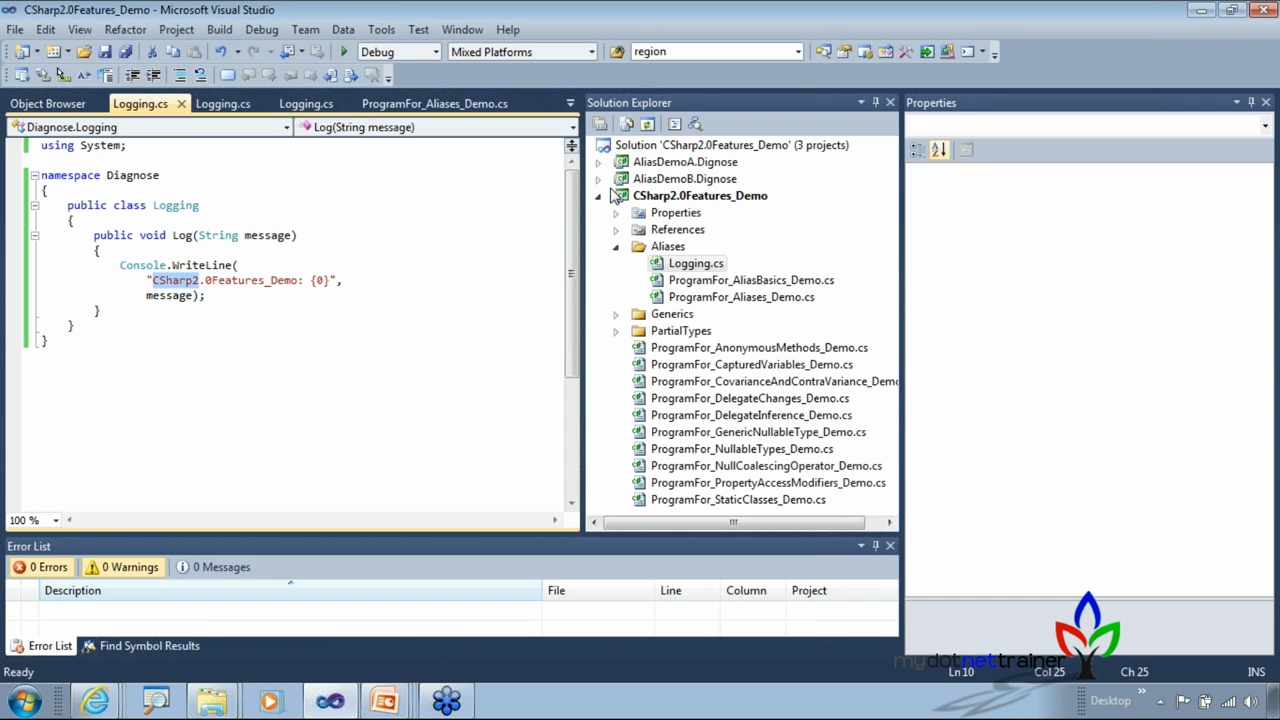 CSharp2.0Features_Demo - Microsoft Visual Studio
File Edit View Refactor Project Build Debug Team Data Tools Test Window Help
Debug Mixed Platforms region
Object Browser Logging.cs Logging.cs Logging.cs ProgramFor_Aliases_Demo.cs
Diagnose.Logging Log(String message)
using System;
namespace Diagnose
{
public class Logging
{
public void Log(String message)
{
Console.WriteLine(
"CSharp2.0Features_Demo: {0}",
message);
}
}
}
100 %
Solution Explorer
Solution 'CSharp2.0Features_Demo' (3 projects)
AliasDemoA.Dignose
AliasDemoB.Dignose
CSharp2.0Features_Demo
Properties
References
Aliases
Logging.cs
ProgramFor_AliasBasics_Demo.cs
ProgramFor_Aliases_Demo.cs
Generics
PartialTypes
ProgramFor_AnonymousMethods_Demo.cs
ProgramFor_CapturedVariables_Demo.cs
ProgramFor_CovarianceAndContraVariance_Demo
ProgramFor_DelegateChanges_Demo.cs
ProgramFor_DelegateInference_Demo.cs
ProgramFor_GenericNullableType_Demo.cs
ProgramFor_NullableTypes_Demo.cs
ProgramFor_NullCoalescingOperator_Demo.cs
ProgramFor_PropertyAccessModifiers_Demo.cs
ProgramFor_StaticClasses_Demo.cs
Properties
Error List
0 Errors 0 Warnings 0 Messages
Description File Line Column Project
Error List Find Symbol Results
mydotnettrainer
Ready Ln 10 Col 25 Ch 25 INS
Desktop